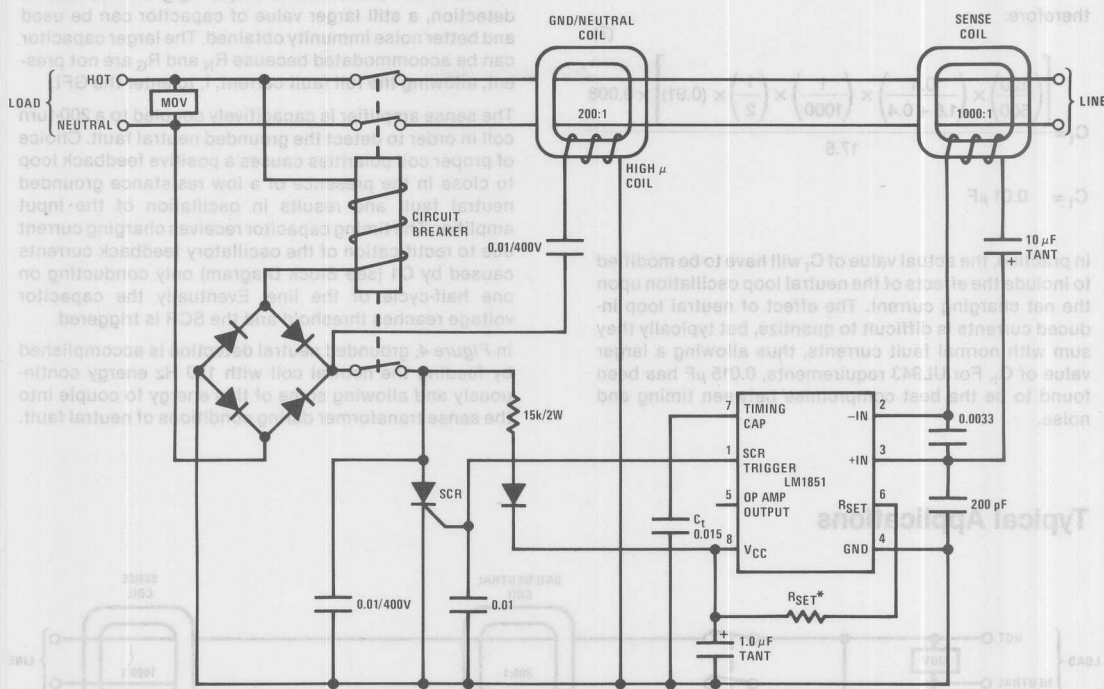 GND/NEUTRAL
COIL
SENSE
COIL
HOT
LOAD
MOV
NEUTRAL
LINE
200:1
1000:1
HIGH μ
COIL
CIRCUIT
BREAKER
0.01/400V
10 μF
TANT
+
15k/2W
7 TIMING
CAP
-IN 2
0.0033
1 SCR
TRIGGER
+IN 3
LM1851
SCR
5 OP AMP
OUTPUT
RSET 6
200 pF
Ct
0.015
8 VCC
GND 4
0.01/400V
0.01
RSET*
+ 1.0 μF
TANT